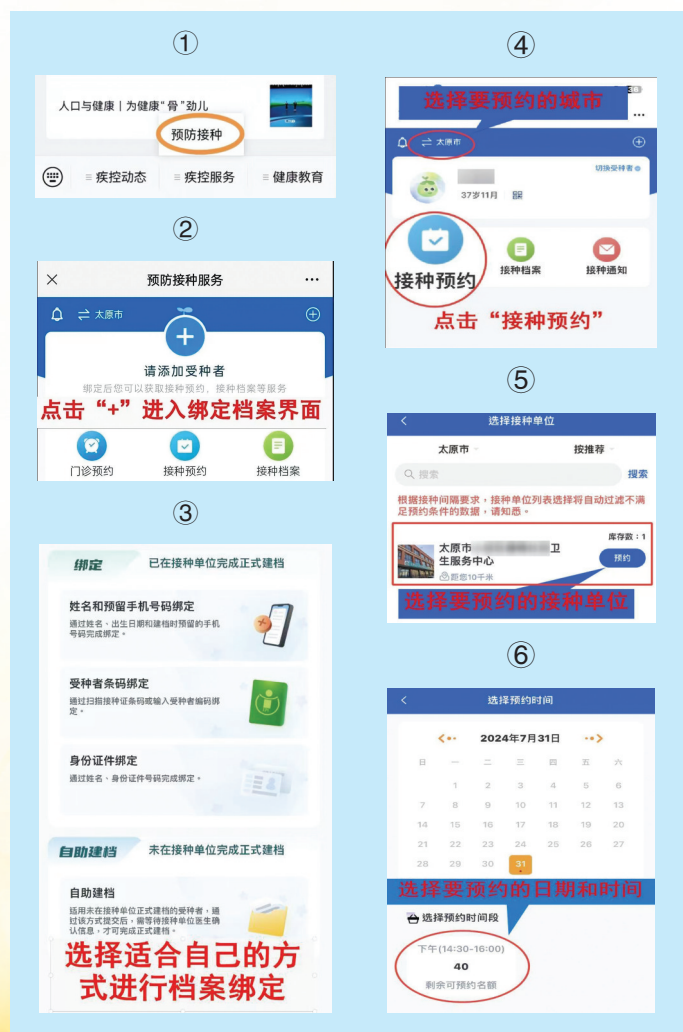 ①
人口与健康丨为健康“骨”劲儿
预防接种
≡ 疾控动态 ≡ 疾控服务 ≡ 健康教育
②
× 预防接种服务 ···
太原市
请添加受种者
绑定后您可以获取接种预约、接种档案等服务
点击“+”进入绑定档案界面
门诊预约 接种预约 接种档案
③
绑定 已在接种单位完成正式建档
姓名和预留手机号码绑定
通过姓名、出生日期和建档时预留的手机
号码完成绑定。
受种者条码绑定
通过扫描接种证条码或输入受种者编码绑
定。
身份证件绑定
通过姓名、身份证件号码完成绑定。
自助建档 未在接种单位完成正式建档
自助建档
适用未在接种单位正式建档的受种者,通
过该方式提交后,需等待接种单位医生确
认信息,才可完成正式建档。
选择适合自己的方
式进行档案绑定
④
选择要预约的城市
太原市
切换受种者
37岁11月
接种预约 接种档案 接种通知
点击“接种预约”
⑤
选择接种单位
太原市 按推荐
搜索 搜索
根据接种间隔要求,接种单位列表选择将自动过滤不满
足预约条件的数据,请知悉。
库存数:1
太原市 卫
生服务中心
预约
距您10千米
选择要预约的接种单位
⑥
选择预约时间
2024年7月31日
日 一 二 三 四 五 六
1 2 3 4 5 6
7 8 9 10 11 12 13
14 15 16 17 18 19 20
21 22 23 24 25 26 27
28 29 30 31
选择要预约的日期和时间
选择预约时间段
下午(14:30-16:00)
40
剩余可预约名额